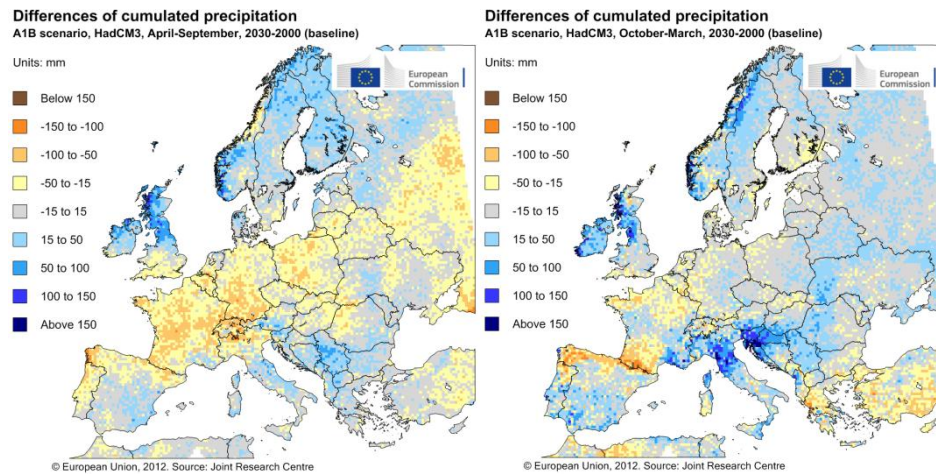 Differences of cumulated precipitation
A1B scenario, HadCM3, April-September, 2030-2000 (baseline)
Units: mm
European
Commission
Below 150
-150 to -100
-100 to -50
-50 to -15
-15 to 15
15 to 50
50 to 100
100 to 150
Above 150
© European Union, 2012. Source: Joint Research Centre
Differences of cumulated precipitation
A1B scenario, HadCM3, October-March, 2030-2000 (baseline)
Units: mm
European
Commission
Below 150
-150 to -100
-100 to -50
-50 to -15
-15 to 15
15 to 50
50 to 100
100 to 150
Above 150
© European Union, 2012. Source: Joint Research Centre